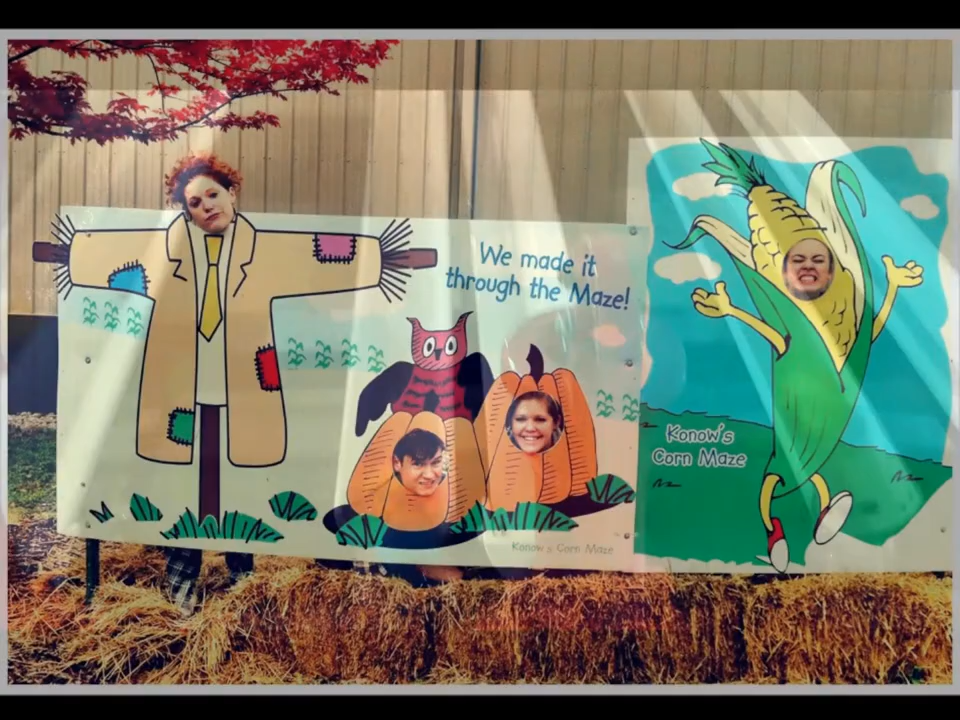 We made it
through the Maze!
Konow's
Corn Maze
Konow's Corn Maze